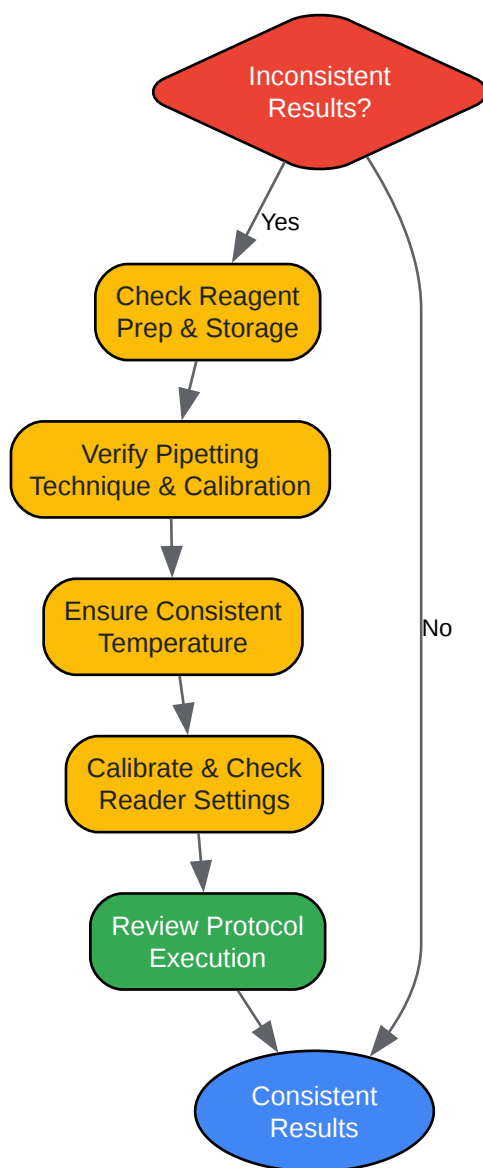 Inconsistent
Results?
Yes
Check Reagent
Prep & Storage
Verify Pipetting
Technique & Calibration
Ensure Consistent
Temperature
No
Calibrate & Check
Reader Settings
Review Protocol
Execution
Consistent
Results